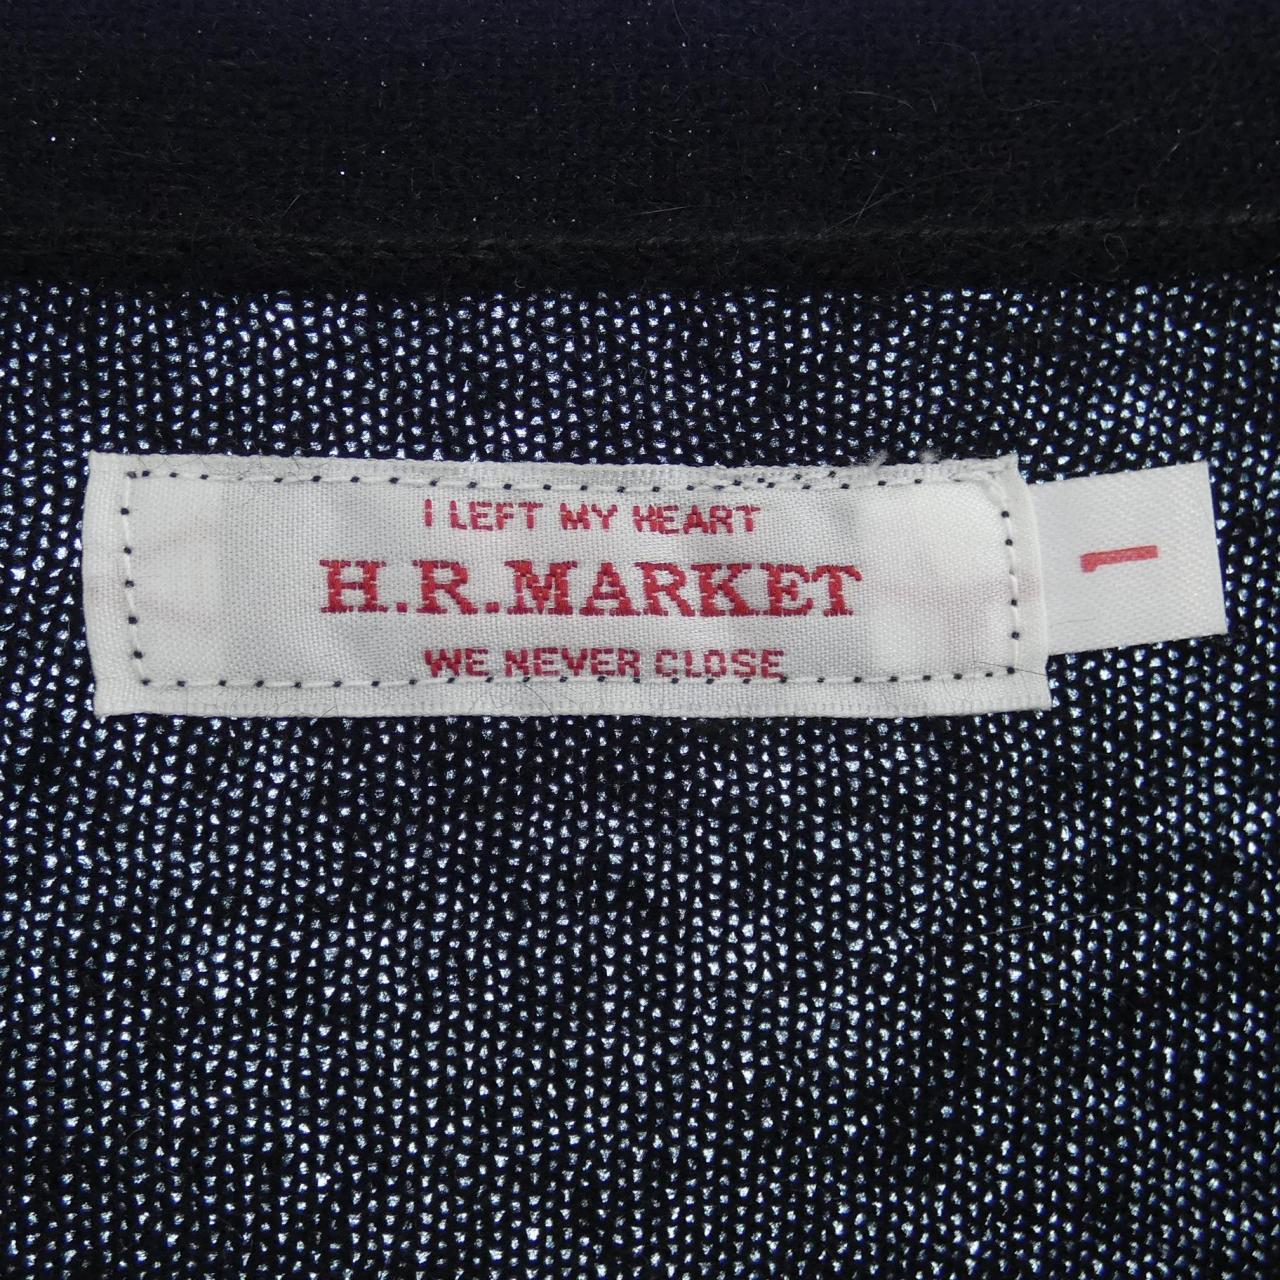 I LEFT MY HEART
H.R.MARKET
WE NEVER CLOSE
1